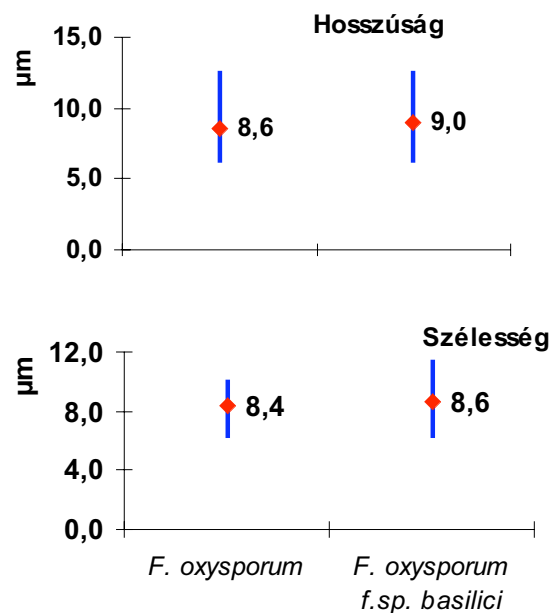 Hosszúság
µm
15,0
10,0
5,0
0,0
8,6
9,0
Szélesség
µm
12,0
8,0
4,0
0,0
8,4
8,6
F. oxysporum
F. oxysporum
f.sp. basilici